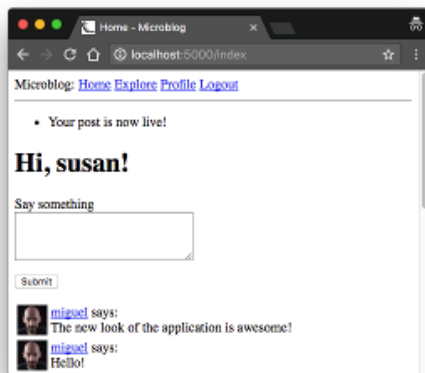 Home - Microblog
localhost:5000/index
Microblog: Home Explore Profile Logout
Your post is now live!
Hi, susan!
Say something
Submit
miguel says:
The new look of the application is awesome!
miguel says:
Hello!